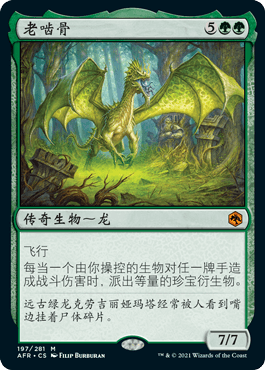 老啮骨 5
传奇生物～龙
飞行
每当一个由你操控的生物对任一牌手造
成战斗伤害时，派出等量的珍宝衍生物。
远古绿龙克劳吉丽娅玛塔经常被人看到嘴
边挂着尸体碎片。
7/7
197/281 M
AFR • CS FILIP BURBURAN
™ & © 2021 Wizards of the Coast